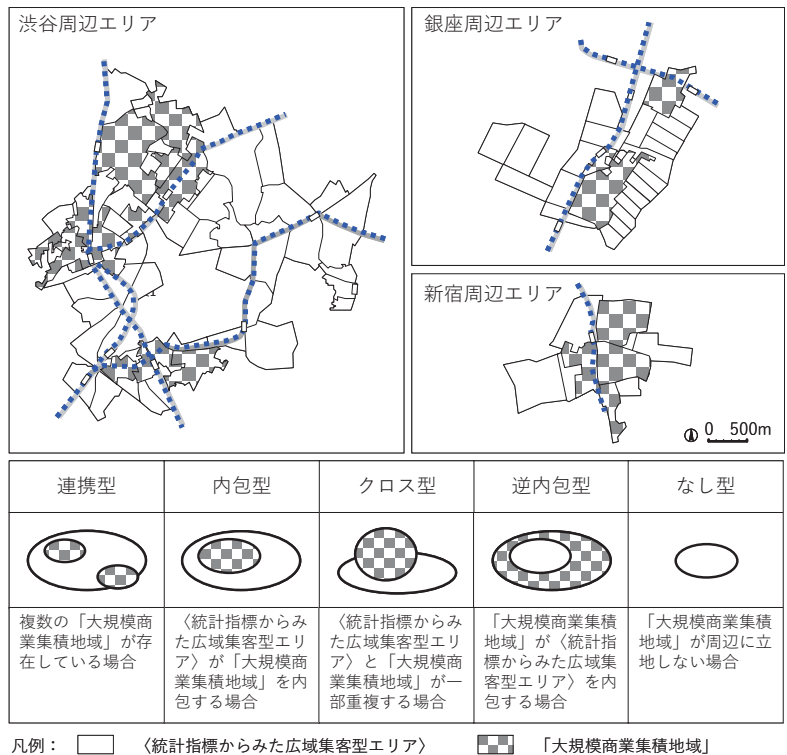 渋谷周辺エリア
銀座周辺エリア
新宿周辺エリア
0 500m
連携型
内包型
クロス型
逆内包型
なし型
複数の「大規模商
業集積地域」が存
在している場合
〈統計指標からみ
た広域集客型エリ
ア〉が「大規模商
業集積地域」を内
包する場合
〈統計指標からみ
た広域集客型エリ
ア〉と「大規模商
業集積地域」が一
部重複する場合
「大規模商業集積
地域」が〈統計指
標からみた広域集
客型エリア〉を内
包する場合
「大規模商業集積
地域」が周辺に立
地しない場合
凡例： 〈統計指標からみた広域集客型エリア〉 「大規模商業集積地域」